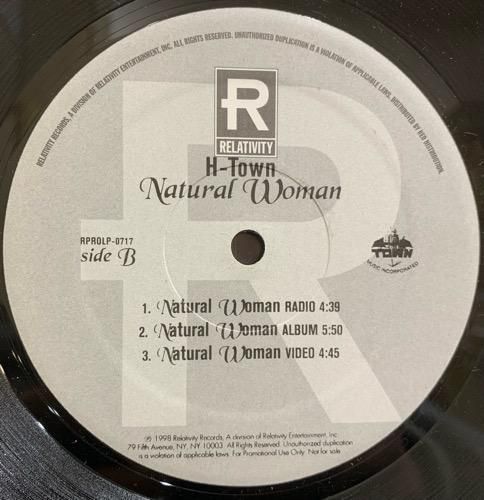 RELATIVITY RECORDS, A DIVISION OF RELATIVITY ENTERTAINMENT, INC. ALL RIGHTS RESERVED. UNAUTHORIZED DUPLICATION IS A VIOLATION OF APPLICABLE LAWS. DISTRIBUTED BY RED DISTRIBUTION.
R
RELATIVITY
H-Town
Natural Woman
RPROLP-0717
side B
TOWN
MUSIC INCORPORATED
1. Natural Woman RADIO 4:39
2. Natural Woman ALBUM 5:50
3. Natural Woman VIDEO 4:45
℗ 1998 Relativity Records, A division of Relativity Entertainment, Inc.
79 Fifth Avenue, NY, NY 10003. All Rights Reserved. Unauthorized duplication
is a violation of applicable laws. For Promotional Use Only. Not for sale